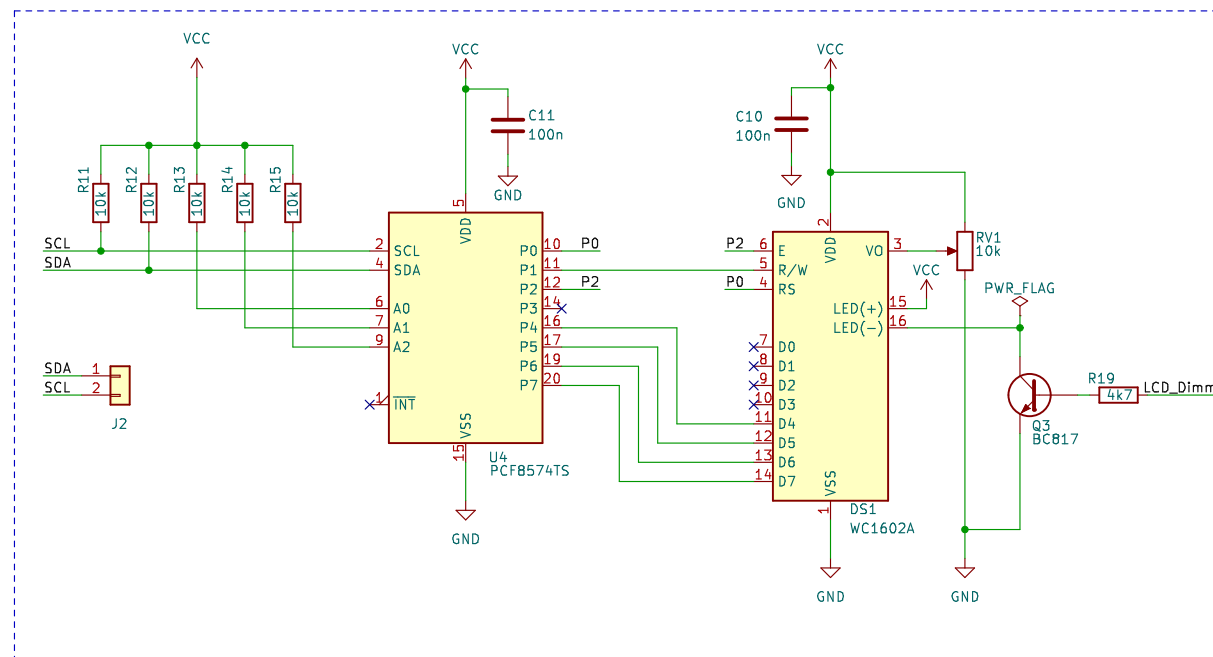 VCC
VCC
VCC
R11
10k
R12
10k
R13
10k
R14
10k
R15
10k
C11
100n
GND
C10
100n
GND
SCL
SDA
SDA
1
SCL
2
J2
5
VDD
2
SCL
4
SDA
6
A0
7
A1
9
A2
1
INT
VSS
15
10
P0
P0
11
P1
12
P2
P2
14
P3
16
P4
17
P5
19
P6
20
P7
U4
PCF8574TS
GND
2
VDD
P2
6
E
5
R/W
P0
4
RS
7
D0
8
D1
9
D2
10
D3
11
D4
12
D5
13
D6
14
D7
VO
3
LED(+)
15
LED(-)
16
VSS
1
DS1
WC1602A
GND
RV1
10k
VCC
PWR_FLAG
R19
4k7
LCD_Dimm
Q3
BC817
GND